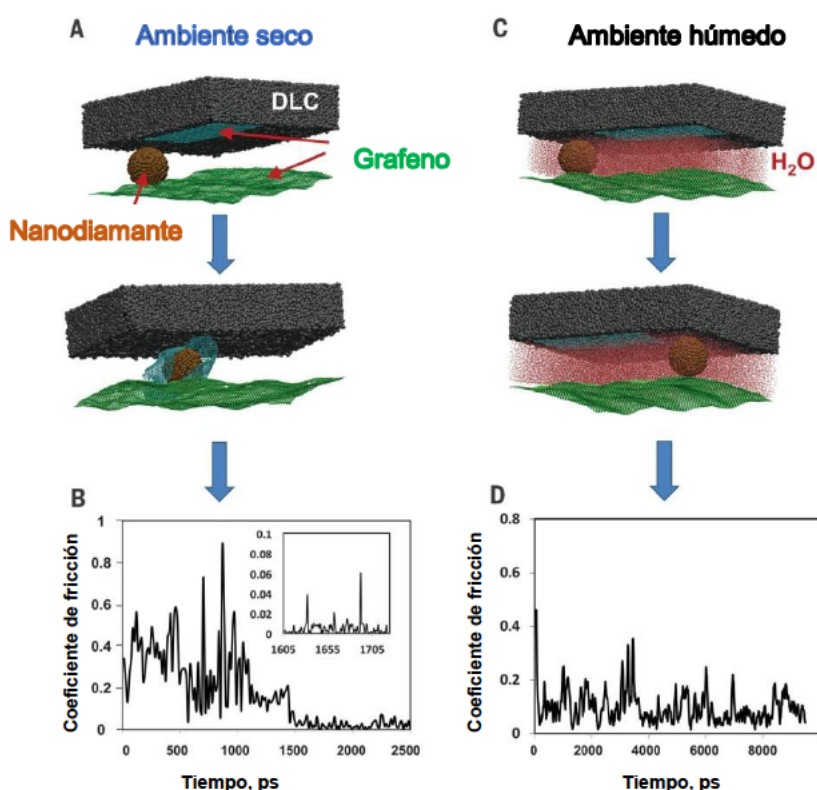 A
Ambiente seco
DLC
Grafeno
Nanodiamante
B
Coeficiente de fricción
1
0.8
0.6
0.4
0.2
0
0.1
0.08
0.06
0.04
0.02
0
1605 1655 1705
0 500 1000 1500 2000 2500
Tiempo, ps
C
Ambiente húmedo
H₂O
D
Coeficiente de fricción
0.8
0.6
0.4
0.2
0
0 2000 4000 6000 8000
Tiempo, ps